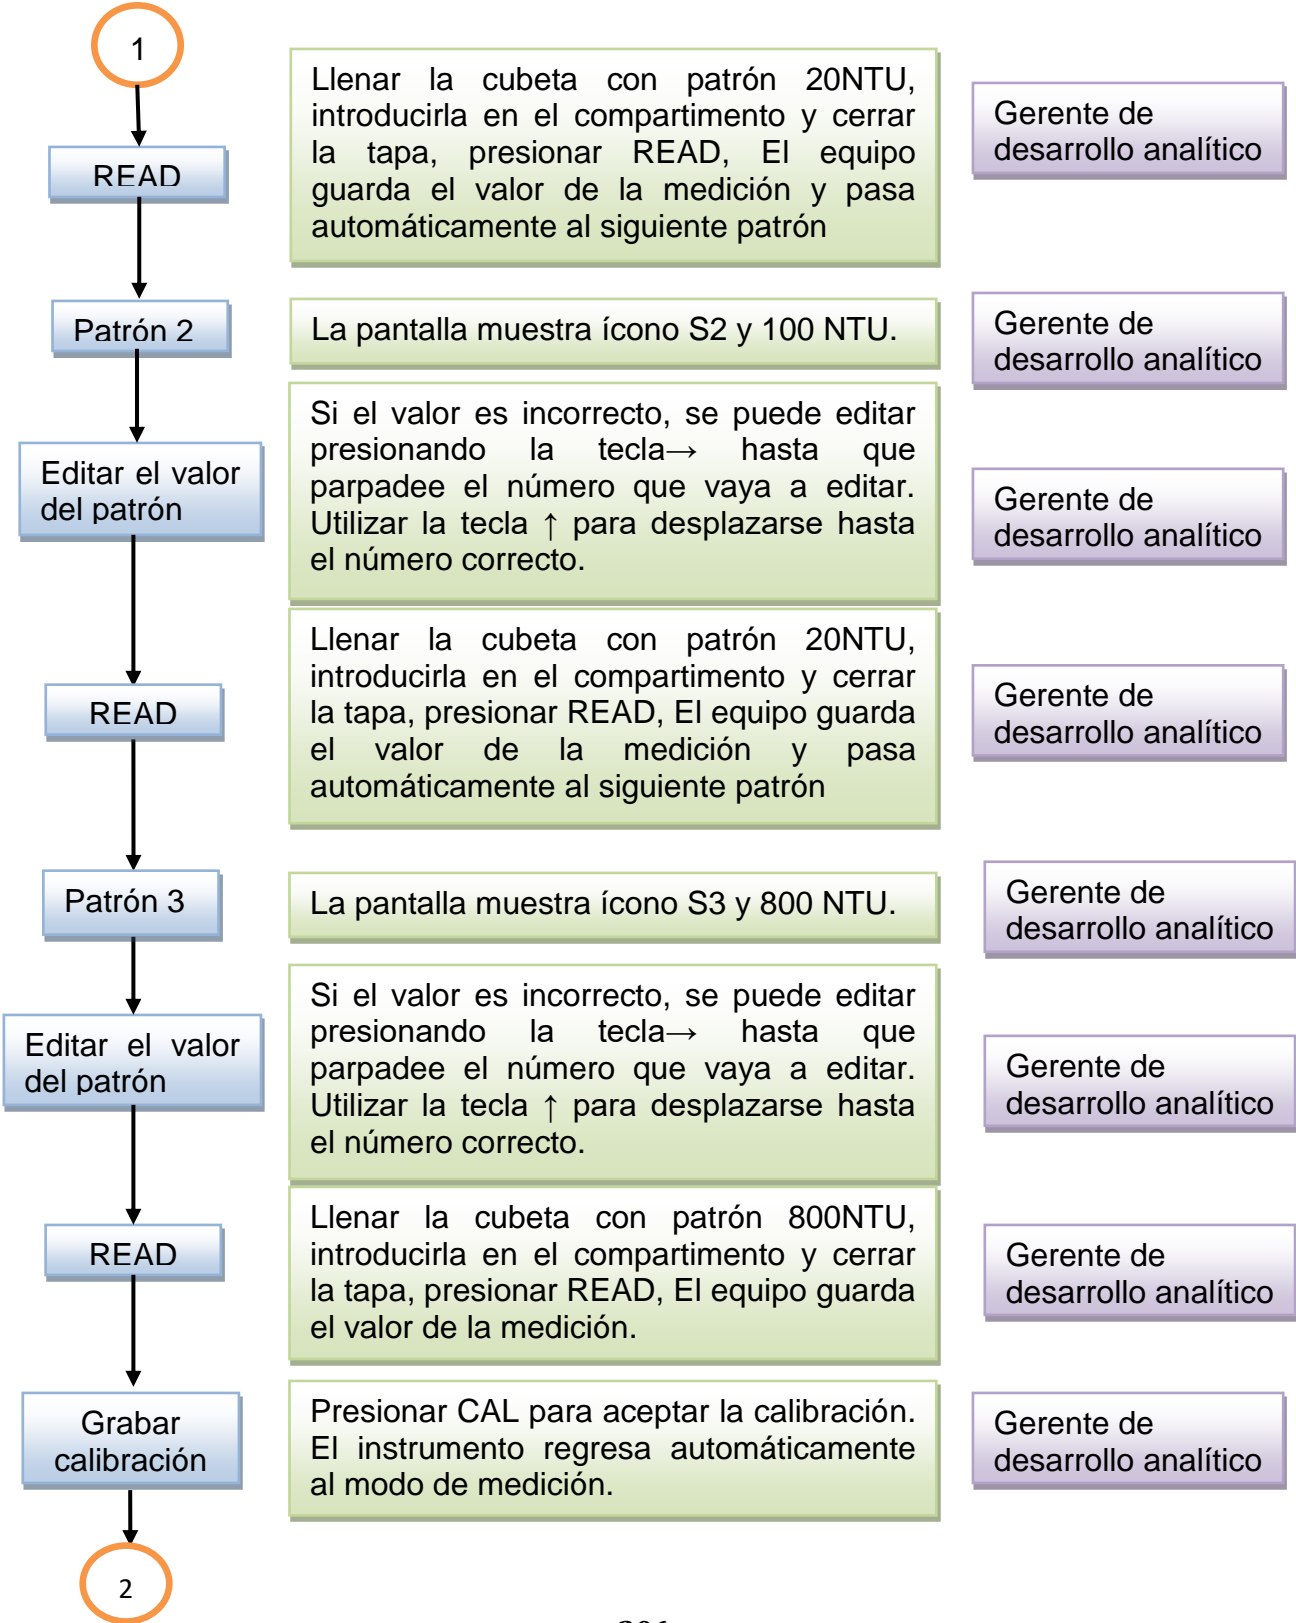 1
READ
Llenar la cubeta con patrón 20NTU,
introducirla en el compartimento y cerrar
la tapa, presionar READ, El equipo
guarda el valor de la medición y pasa
automáticamente al siguiente patrón
Gerente de
desarrollo analítico
Patrón 2
La pantalla muestra ícono S2 y 100 NTU.
Gerente de
desarrollo analítico
Editar el valor
del patrón
Si el valor es incorrecto, se puede editar
presionando la tecla→ hasta que
parpadee el número que vaya a editar.
Utilizar la tecla ↑ para desplazarse hasta
el número correcto.
Gerente de
desarrollo analítico
READ
Llenar la cubeta con patrón 20NTU,
introducirla en el compartimento y cerrar
la tapa, presionar READ, El equipo guarda
el valor de la medición y pasa
automáticamente al siguiente patrón
Gerente de
desarrollo analítico
Patrón 3
La pantalla muestra ícono S3 y 800 NTU.
Gerente de
desarrollo analítico
Editar el valor
del patrón
Si el valor es incorrecto, se puede editar
presionando la tecla→ hasta que
parpadee el número que vaya a editar.
Utilizar la tecla ↑ para desplazarse hasta
el número correcto.
Gerente de
desarrollo analítico
READ
Llenar la cubeta con patrón 800NTU,
introducirla en el compartimento y cerrar
la tapa, presionar READ, El equipo guarda
el valor de la medición.
Gerente de
desarrollo analítico
Grabar
calibración
Presionar CAL para aceptar la calibración.
El instrumento regresa automáticamente
al modo de medición.
Gerente de
desarrollo analítico
2